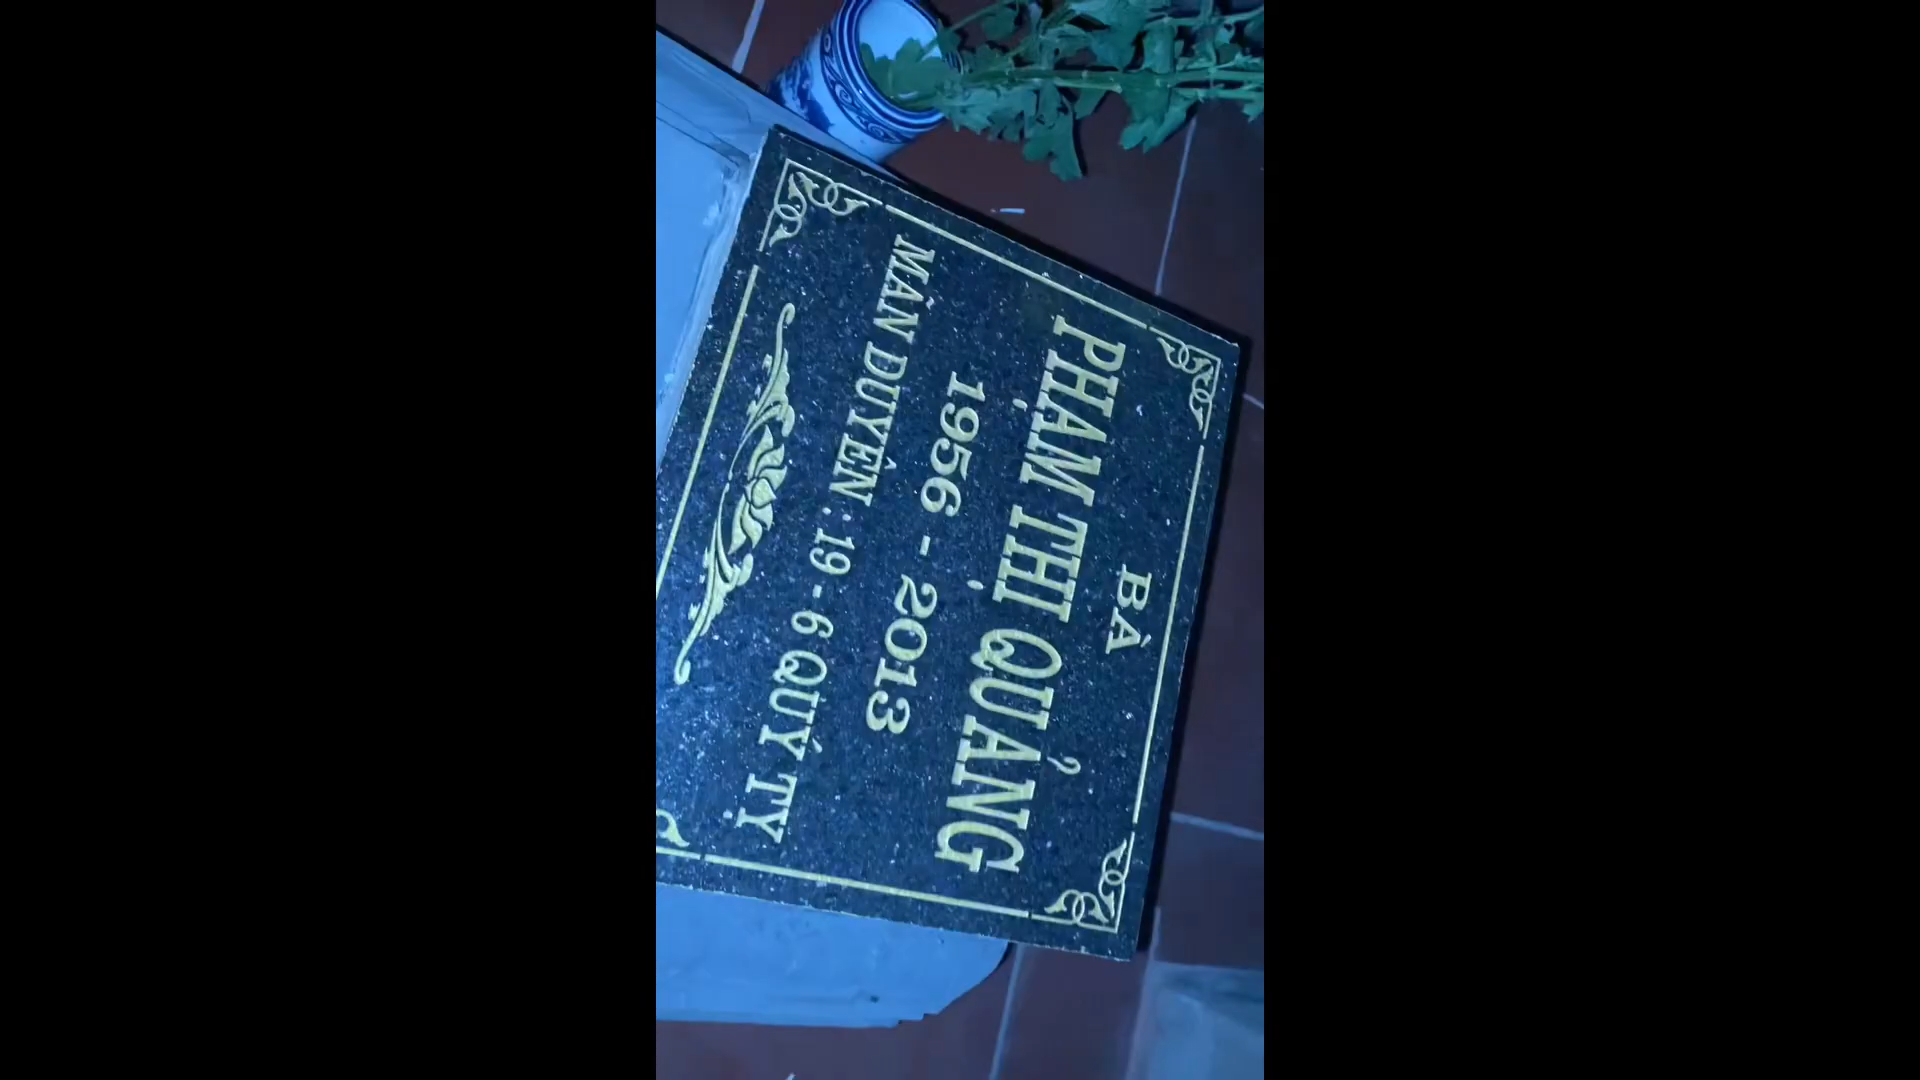 BÀ
PHẠM THỊ QUẢNG
1956 - 2013
MÃN DUYÊN : 19 - 6 QUÝ TỴ